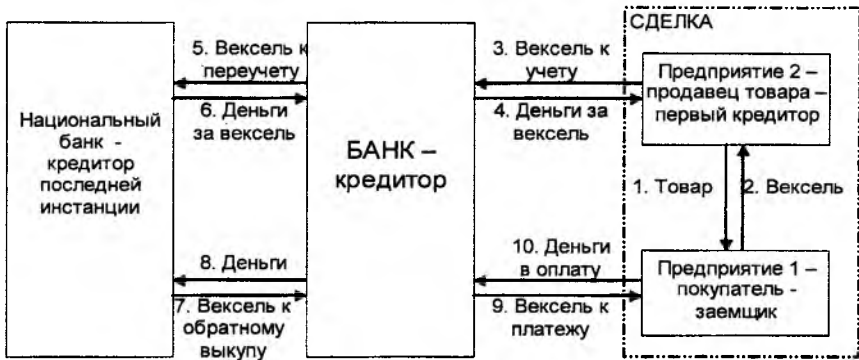 СДЕЛКА
5. Вексель к
переучету
6. Деньги
за вексель
3. Вексель к
учету
4. Деньги за
вексель
Предприятие 2 –
продавец товара –
первый кредитор
Национальный
банк -
кредитор
последней
инстанции
БАНК –
кредитор
1. Товар
2. Вексель
8. Деньги
7. Вексель к
обратному
выкупу
10. Деньги
в оплату
9. Вексель к
платежу
Предприятие 1 –
покупатель -
заемщик